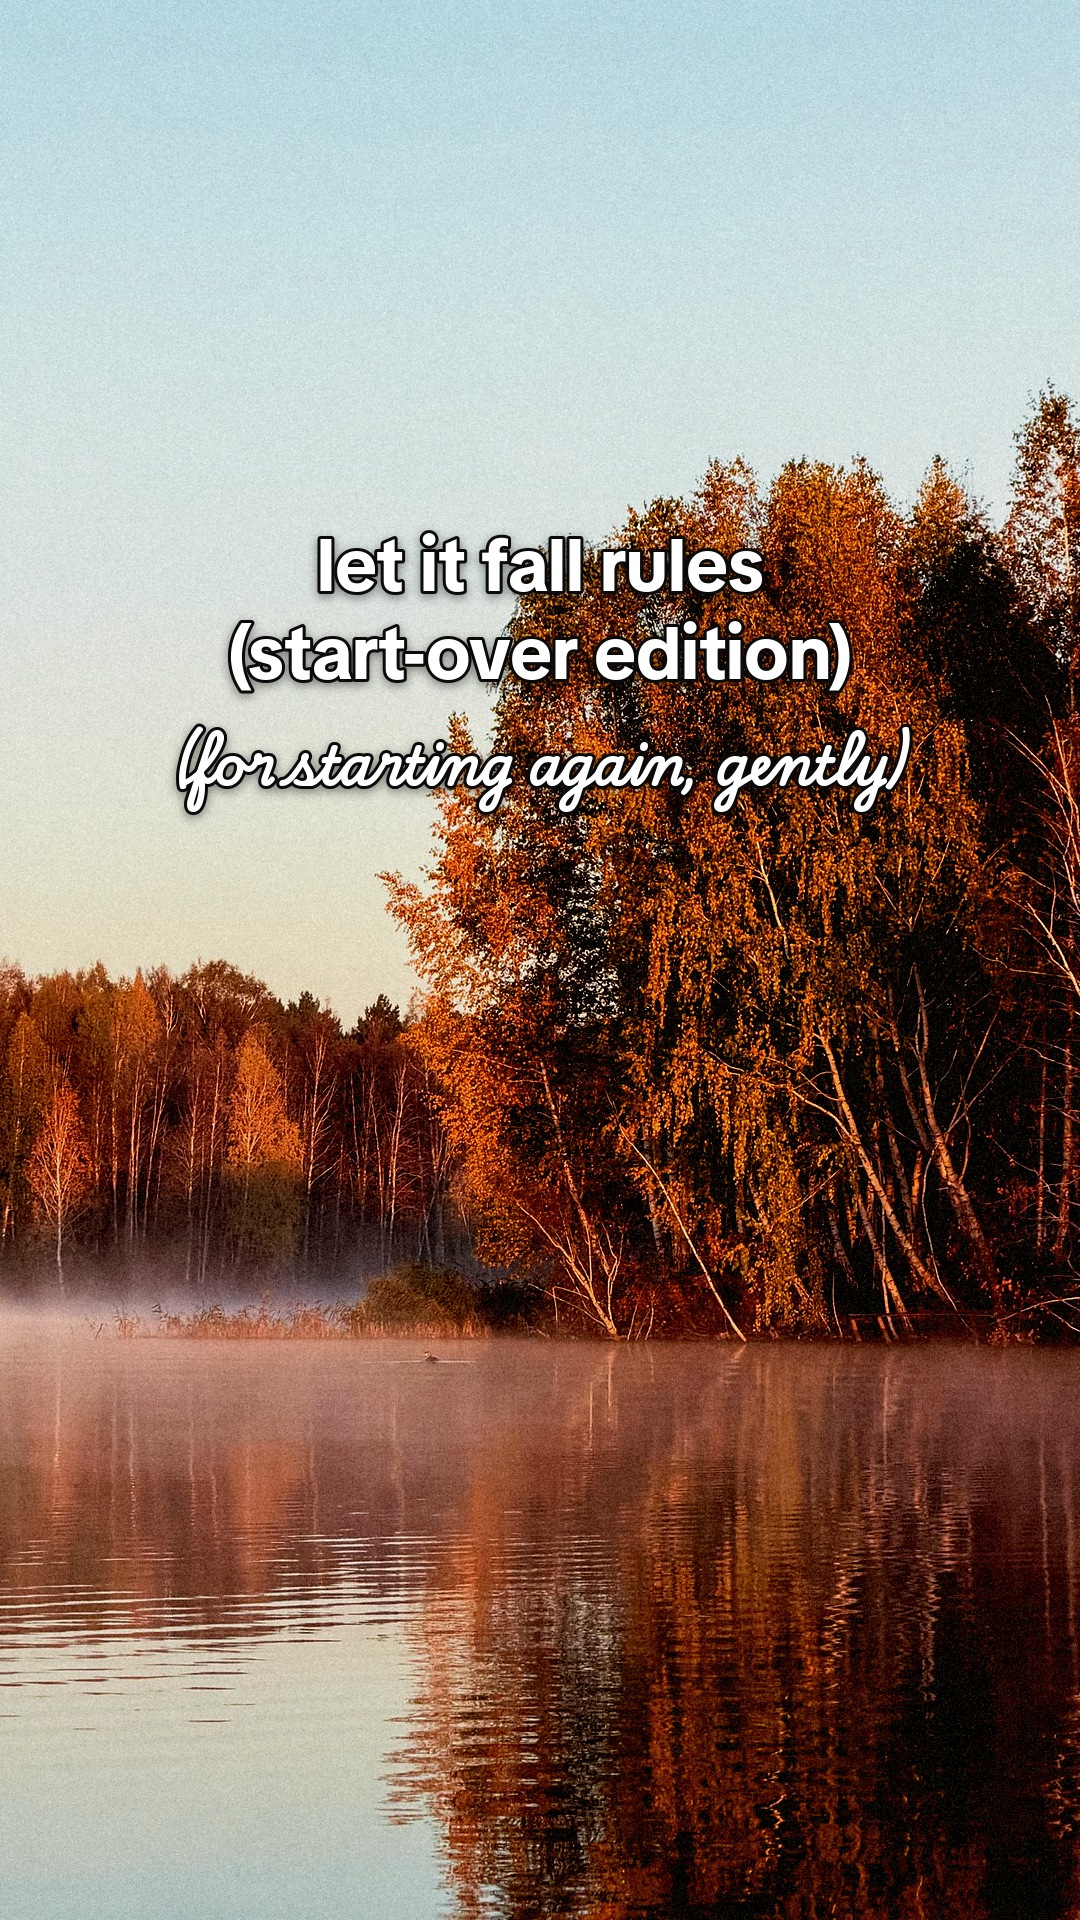 let it fall rules
(start-over edition)
(for starting again, gently)